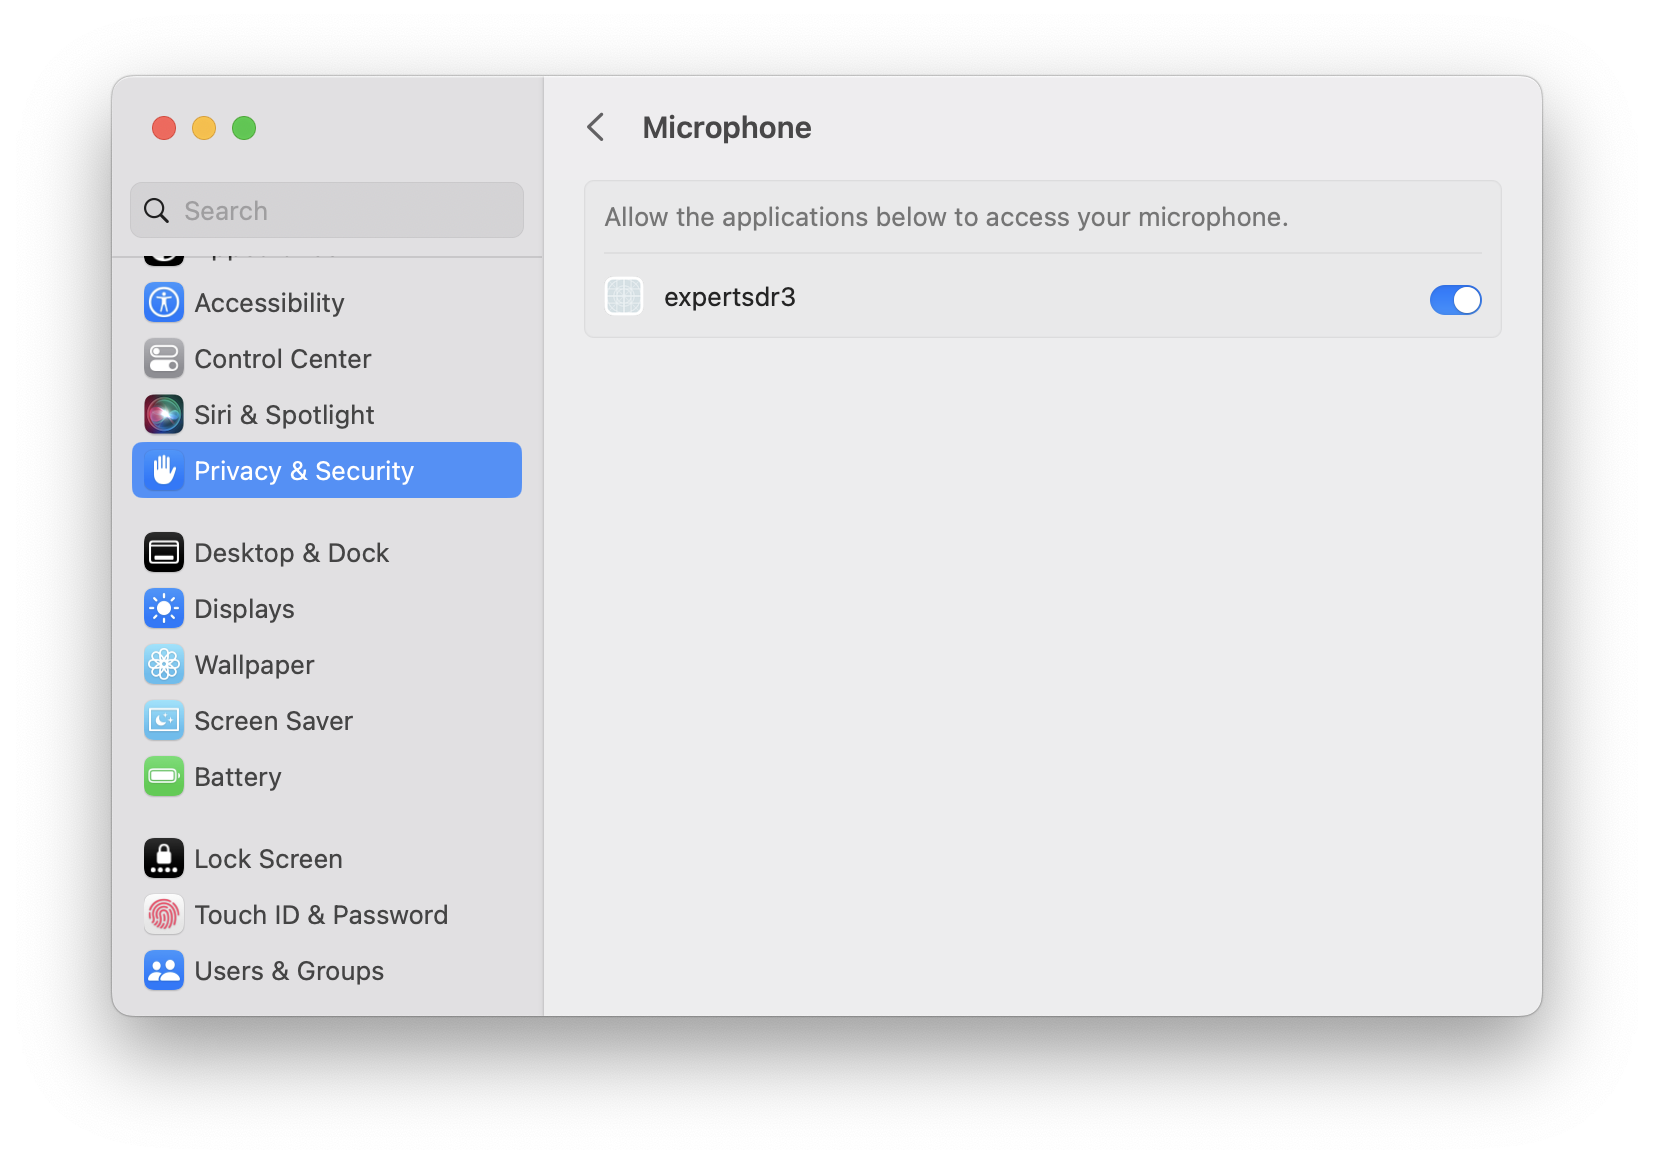 Search
Accessibility
Control Center
Siri & Spotlight
Privacy & Security
Desktop & Dock
Displays
Wallpaper
Screen Saver
Battery
Lock Screen
Touch ID & Password
Users & Groups
Microphone
Allow the applications below to access your microphone.
expertsdr3